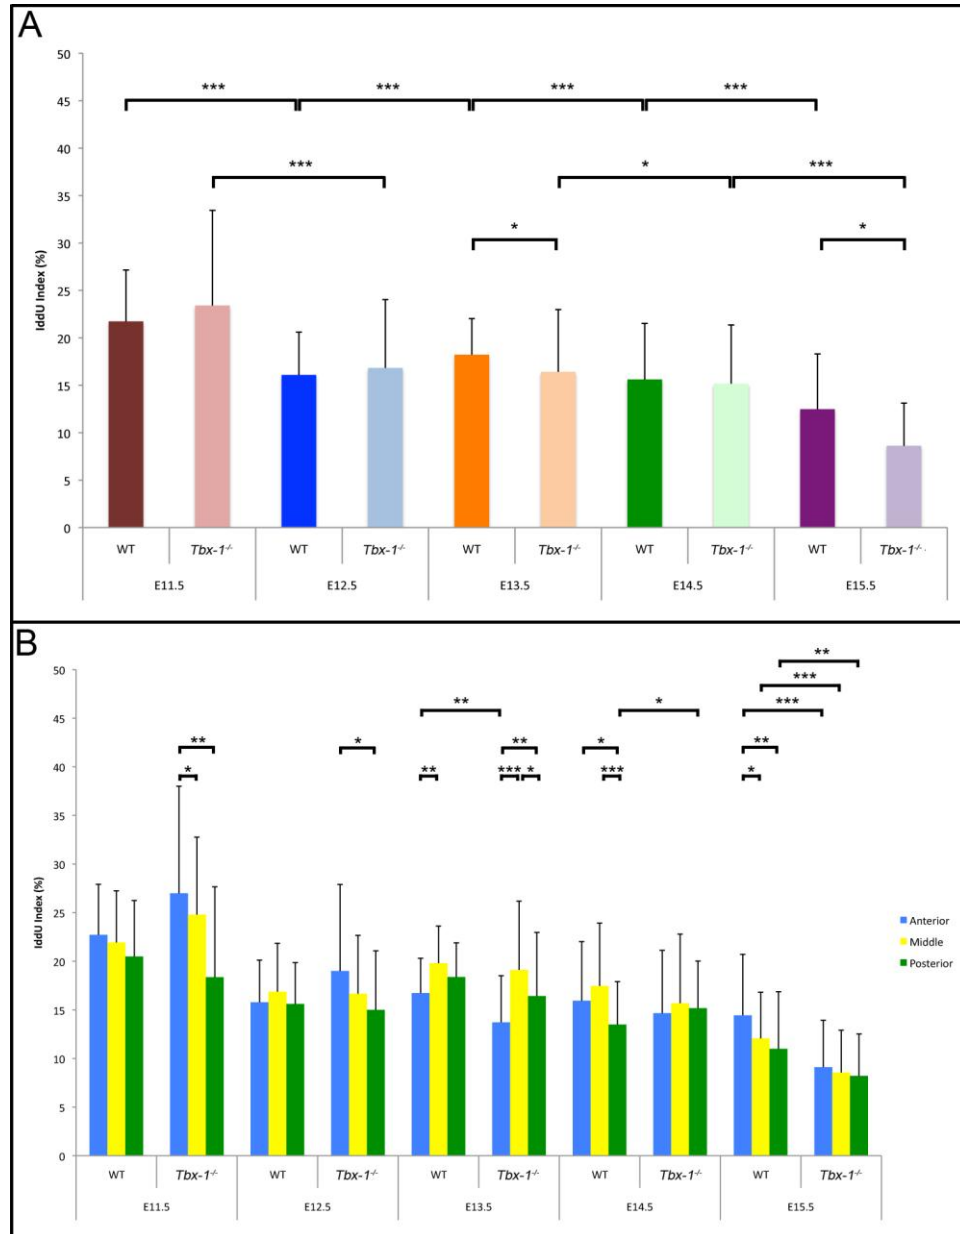 A
50
*** *** *** ***
45
40
*** * ***
35
* *
30
IddU Index (%)
25
20
15
10
5
0
WT Tbx-1-/- WT Tbx-1-/- WT Tbx-1-/- WT Tbx-1-/- WT Tbx-1-/-.
E11.5 E12.5 E13.5 E14.5 E15.5
B
50
**
***
** * ***
45
** * ** * **
* ** *** * *** *
40
35
30
IddU Index (%)
25
Anterior
Middle
20
Posterior
15
10
5
0
WT Tbx-1-/- WT Tbx-1-/- WT Tbx-1-/- WT Tbx-1-/- WT Tbx-1-/-
E11.5 E12.5 E13.5 E14.5 E15.5